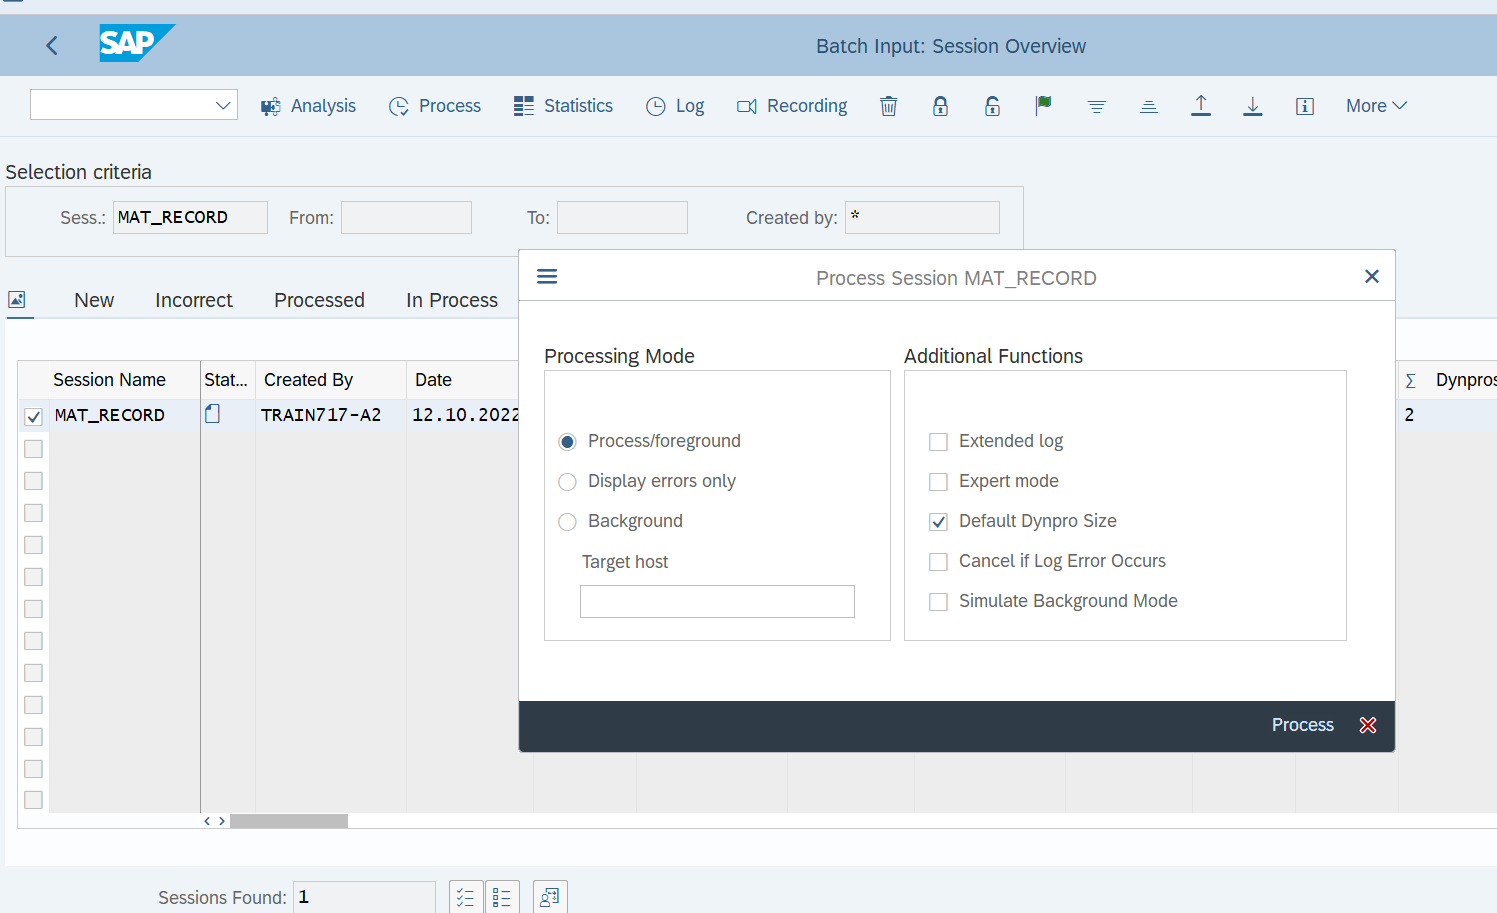 SAP
Batch Input: Session Overview
Analysis Process Statistics Log Recording More
Selection criteria
Sess.: MAT_RECORD From: To: Created by: *
Process Session MAT_RECORD
New Incorrect Processed In Process
Processing Mode
Process/foreground
Display errors only
Background
Target host
Additional Functions
Extended log
Expert mode
Default Dynpro Size
Cancel if Log Error Occurs
Simulate Background Mode
Process
Session Name Stat... Created By Date Σ Dynpros
MAT_RECORD TRAIN717-A2 12.10.2022 2
Sessions Found: 1